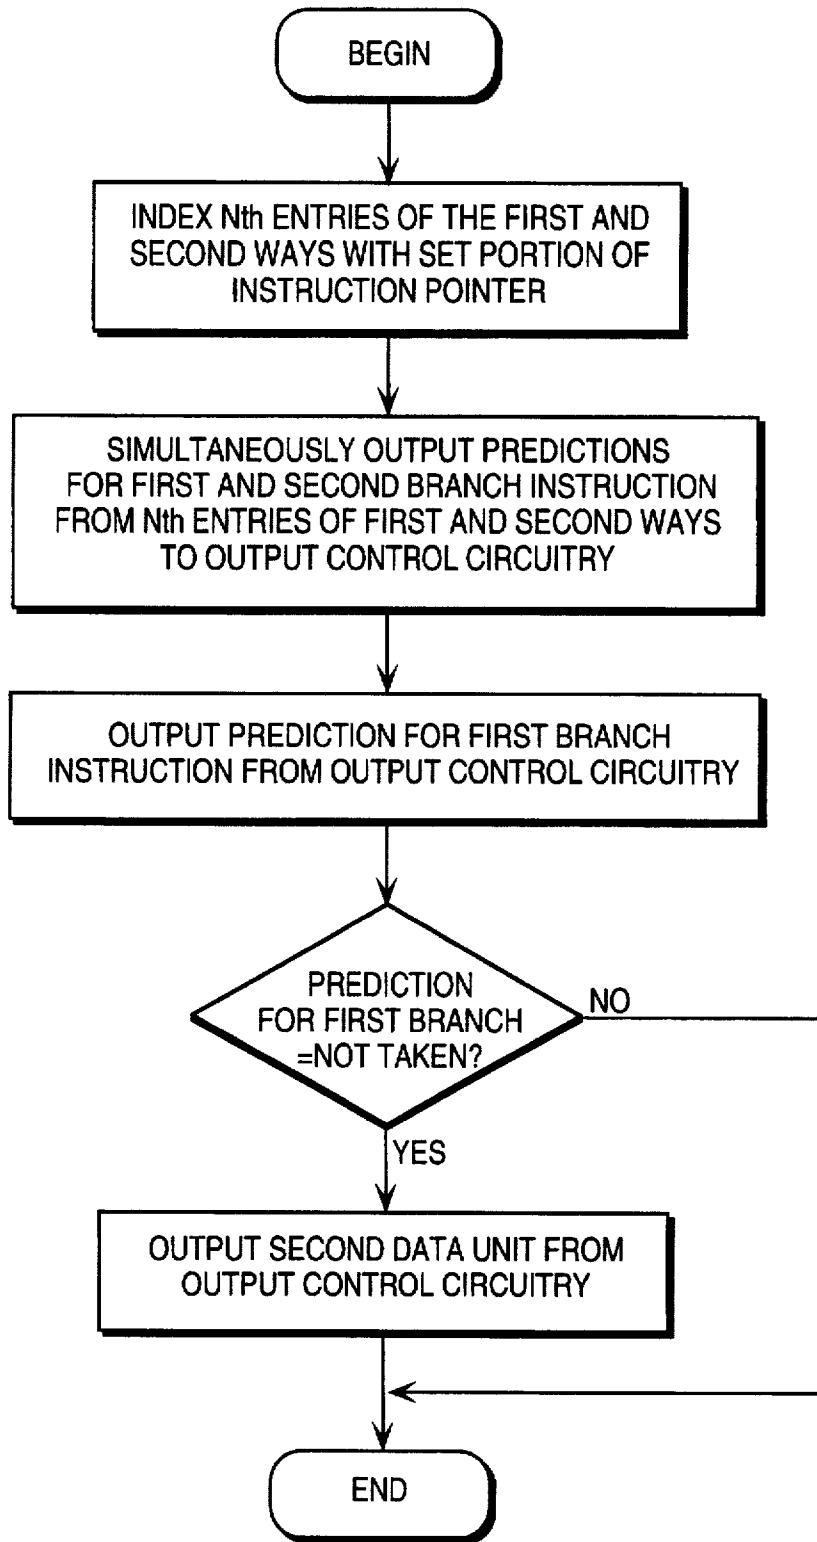 BEGIN
INDEX Nth ENTRIES OF THE FIRST AND
SECOND WAYS WITH SET PORTION OF
INSTRUCTION POINTER
SIMULTANEOUSLY OUTPUT PREDICTIONS
FOR FIRST AND SECOND BRANCH INSTRUCTION
FROM Nth ENTRIES OF FIRST AND SECOND WAYS
TO OUTPUT CONTROL CIRCUITRY
OUTPUT PREDICTION FOR FIRST BRANCH
INSTRUCTION FROM OUTPUT CONTROL CIRCUITRY
PREDICTION
FOR FIRST BRANCH
=NOT TAKEN?
NO
YES
OUTPUT SECOND DATA UNIT FROM
OUTPUT CONTROL CIRCUITRY
END